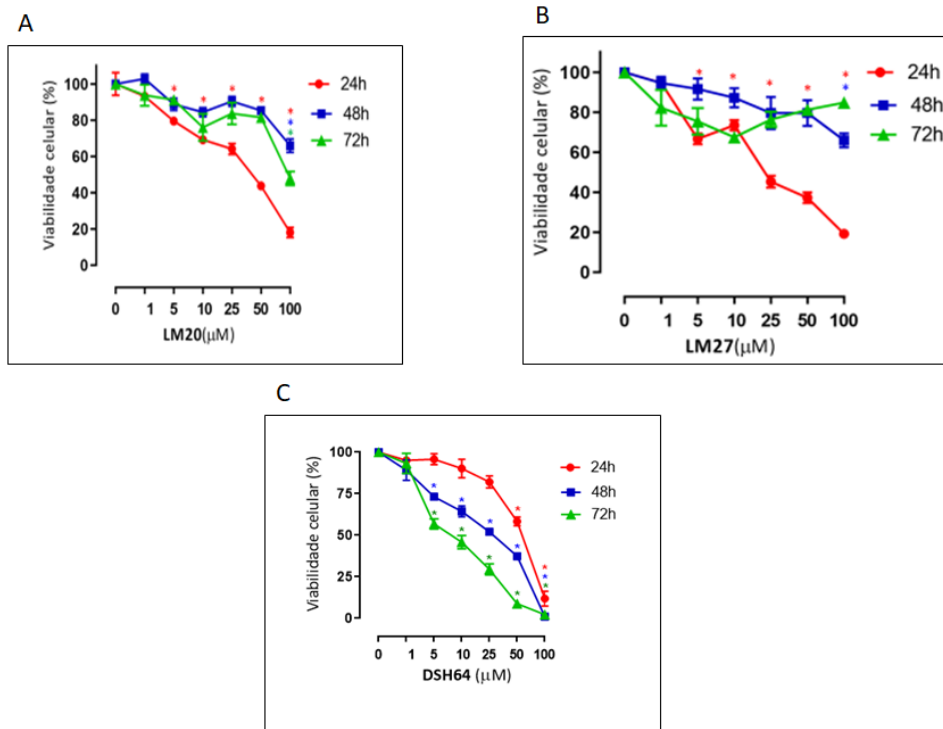 A
Viabilidade celular (%)
100
80
60
40
20
0
0 1 5 10 25 50 100
LM20(μM)
* * * * *
*
*
24h
48h
72h
B
Viabilidade celular (%)
100
80
60
40
20
0
0 1 5 10 25 50 100
LM27(μM)
* * * * *
*
24h
48h
72h
C
Viabilidade celular (%)
100
75
50
25
0
0 1 5 10 25 50 100
DSH64 (μM)
* *
* * * * *
* * * * *
24h
48h
72h